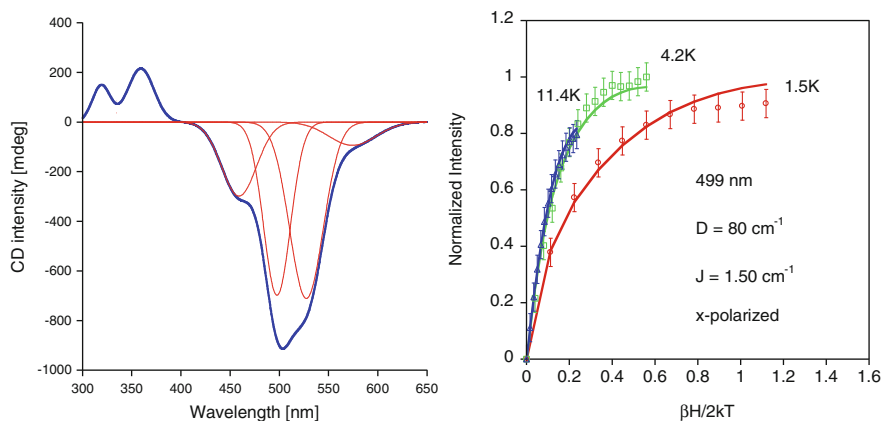 400
200
0
-200
-400
-600
-800
-1000
CD intensity [mdeg]
300 350 400 450 500 550 600 650
Wavelength [nm]
1.2
1
0.8
0.6
0.4
0.2
0
Normalized Intensity
4.2K
11.4K
1.5K
499 nm
D = 80 cm⁻¹
J = 1.50 cm⁻¹
x-polarized
0 0.2 0.4 0.6 0.8 1 1.2 1.4 1.6
βH/2kT